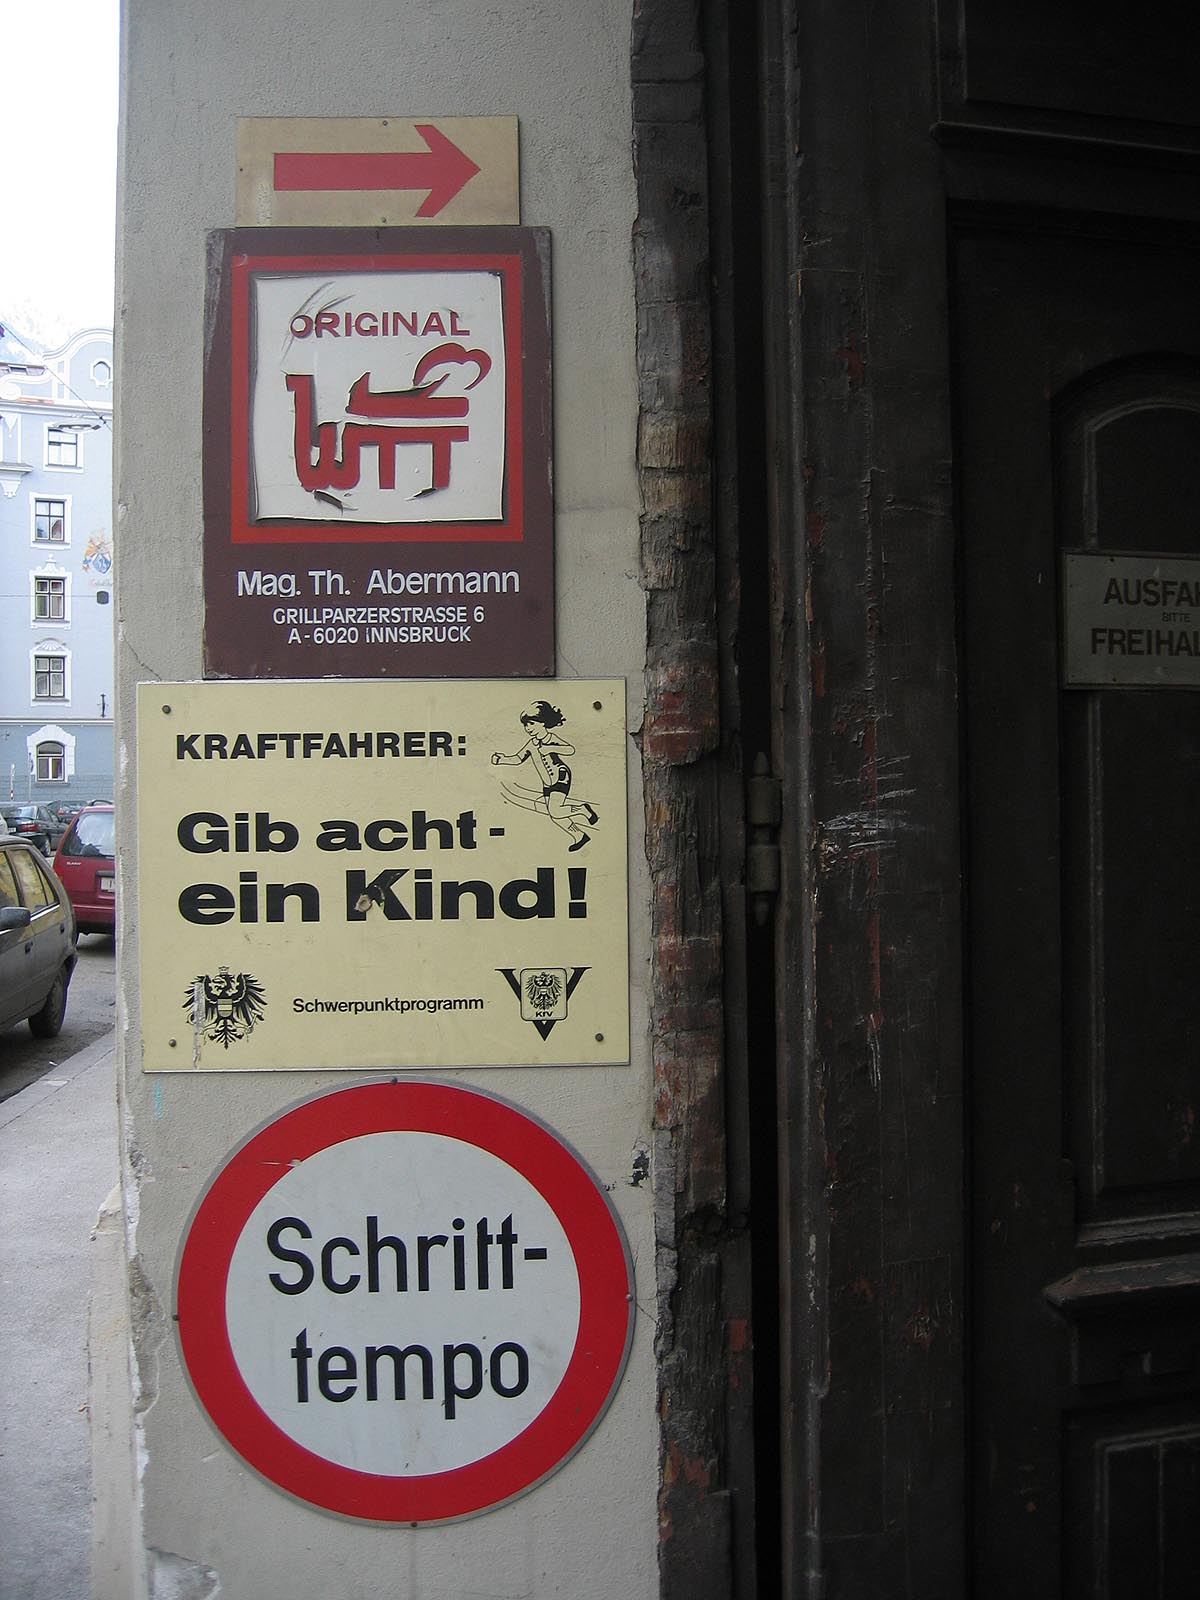 ORIGINAL
Mag. Th. Abermann
GRILLPARZERSTRASSE 6
A-6020 INNSBRUCK
KRAFTFAHRER:
Gib acht-
ein Kind!
Schwerpunktprogramm
KfV
Schritt-
tempo
BITTE